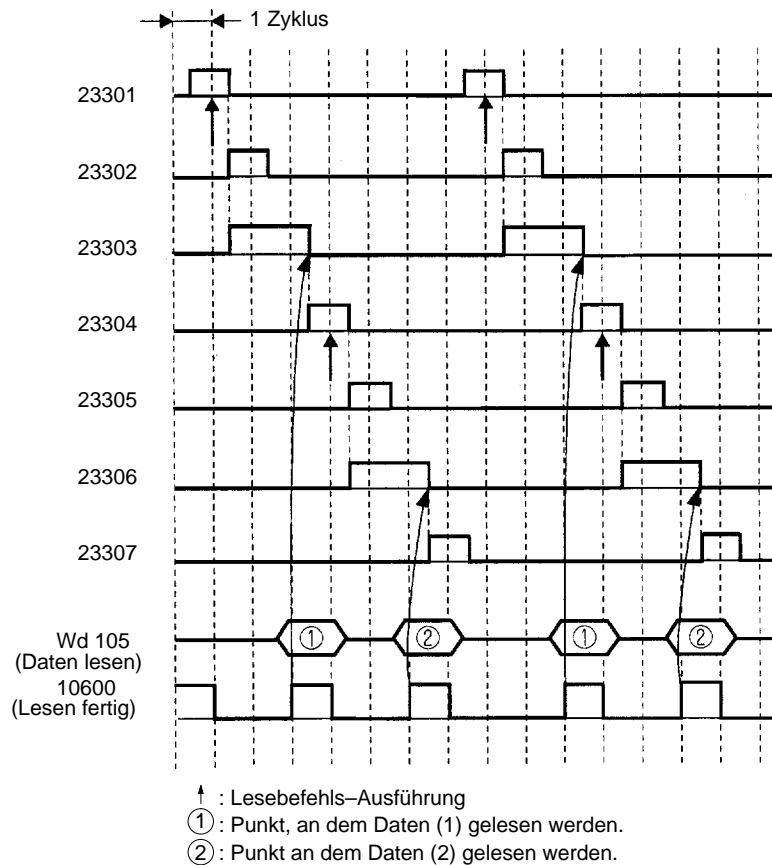 1 Zyklus
23301
23302
23303
23304
23305
23306
23307
Wd 105
(Daten lesen)
① ② ① ②
10600
(Lesen fertig)
: Lesebefehls–Ausführung
① : Punkt, an dem Daten (1) gelesen werden.
② : Punkt an dem Daten (2) gelesen werden.